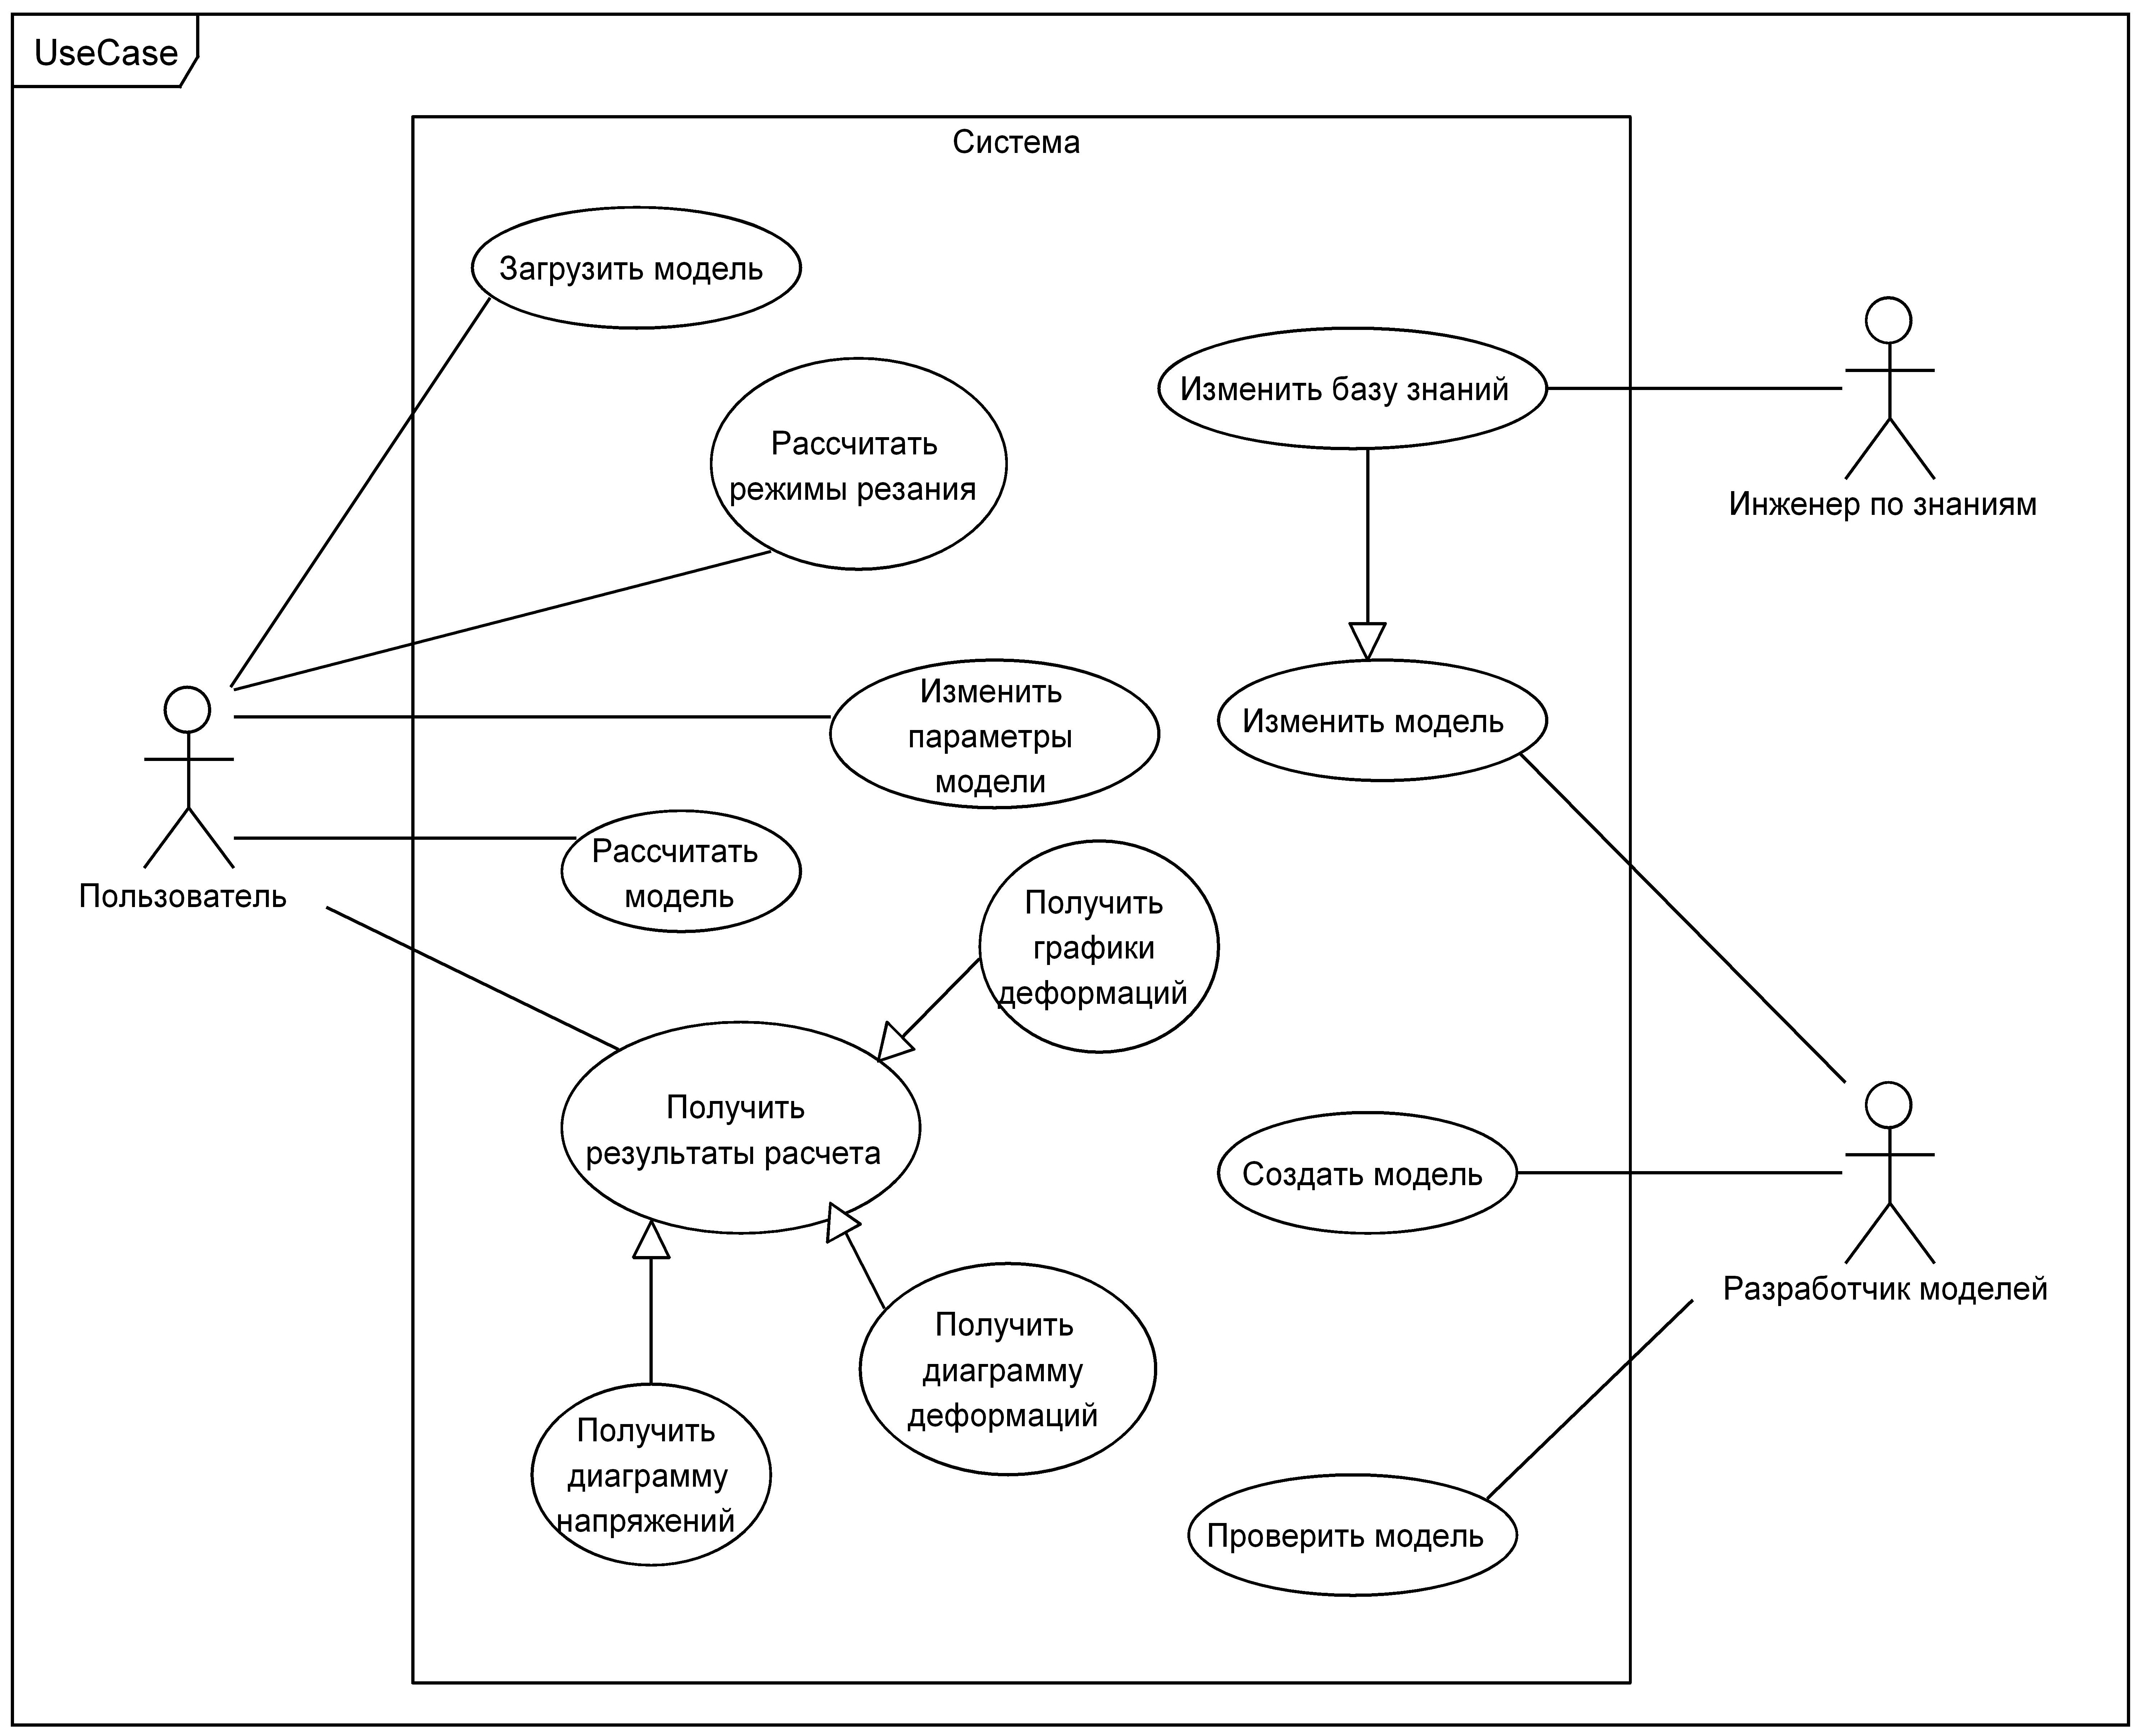 UseCase
Система
Загрузить модель
Рассчитать
режимы резания
Изменить базу знаний
Инженер по знаниям
Изменить
параметры
модели
Изменить модель
Рассчитать
модель
Пользователь
Получить
графики
деформаций
Получить
результаты расчета
Создать модель
Разработчик моделей
Получить
диаграмму
деформаций
Получить
диаграмму
напряжений
Проверить модель